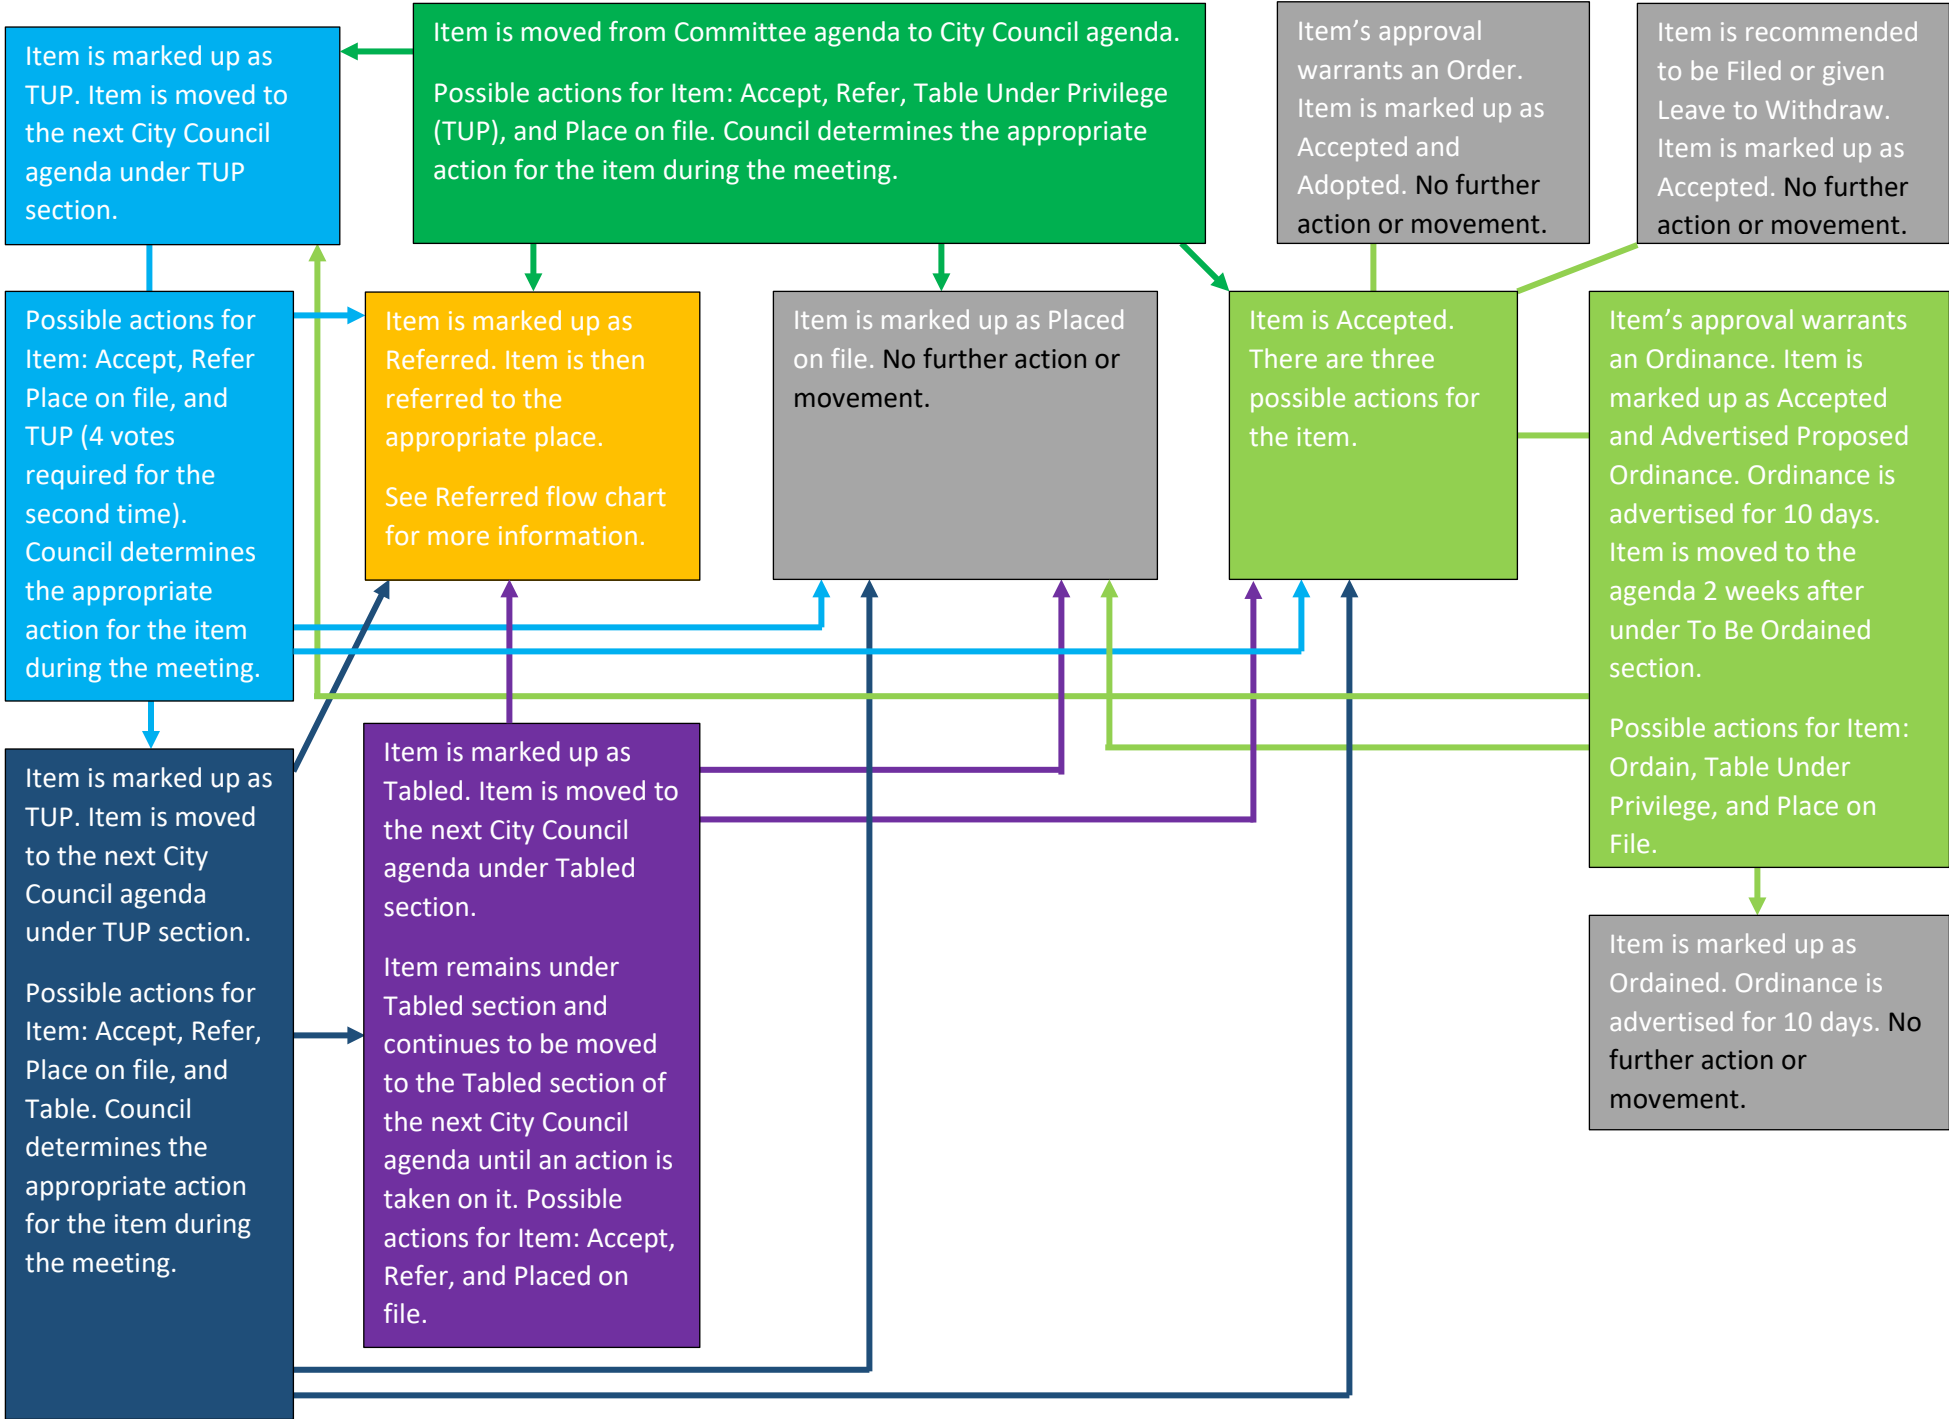 Item is marked up as
TUP. Item is moved to
the next City Council
agenda under TUP
section.
Item is moved from Committee agenda to City Council agenda.
Possible actions for Item: Accept, Refer, Table Under Privilege
(TUP), and Place on file. Council determines the appropriate
action for the item during the meeting.
Item's approval
warrants an Order.
Item is marked up as
Accepted and
Adopted. No further
action or movement.
Item is recommended
to be Filed or given
Leave to Withdraw.
Item is marked up as
Accepted. No further
action or movement.
Possible actions for
Item: Accept, Refer
Place on file, and
TUP (4 votes
required for the
second time).
Council determines
the appropriate
action for the item
during the meeting.
Item is marked up as
Referred. Item is then
referred to the
appropriate place.
See Referred flow chart
for more information.
Item is marked up as Placed
on file. No further action or
movement.
Item is Accepted.
There are three
possible actions for
the item.
Item's approval warrants
an Ordinance. Item is
marked up as Accepted
and Advertised Proposed
Ordinance. Ordinance is
advertised for 10 days.
Item is moved to the
agenda 2 weeks after
under To Be Ordained
section.
Possible actions for Item:
Ordain, Table Under
Privilege, and Place on
File.
Item is marked up as
TUP. Item is moved
to the next City
Council agenda
under TUP section.
Possible actions for
Item: Accept, Refer,
Place on file, and
Table. Council
determines the
appropriate action
for the item during
the meeting.
Item is marked up as
Tabled. Item is moved to
the next City Council
agenda under Tabled
section.
Item remains under
Tabled section and
continues to be moved
to the Tabled section of
the next City Council
agenda until an action is
taken on it. Possible
actions for Item: Accept,
Refer, and Placed on
file.
Item is marked up as
Ordained. Ordinance is
advertised for 10 days. No
further action or
movement.